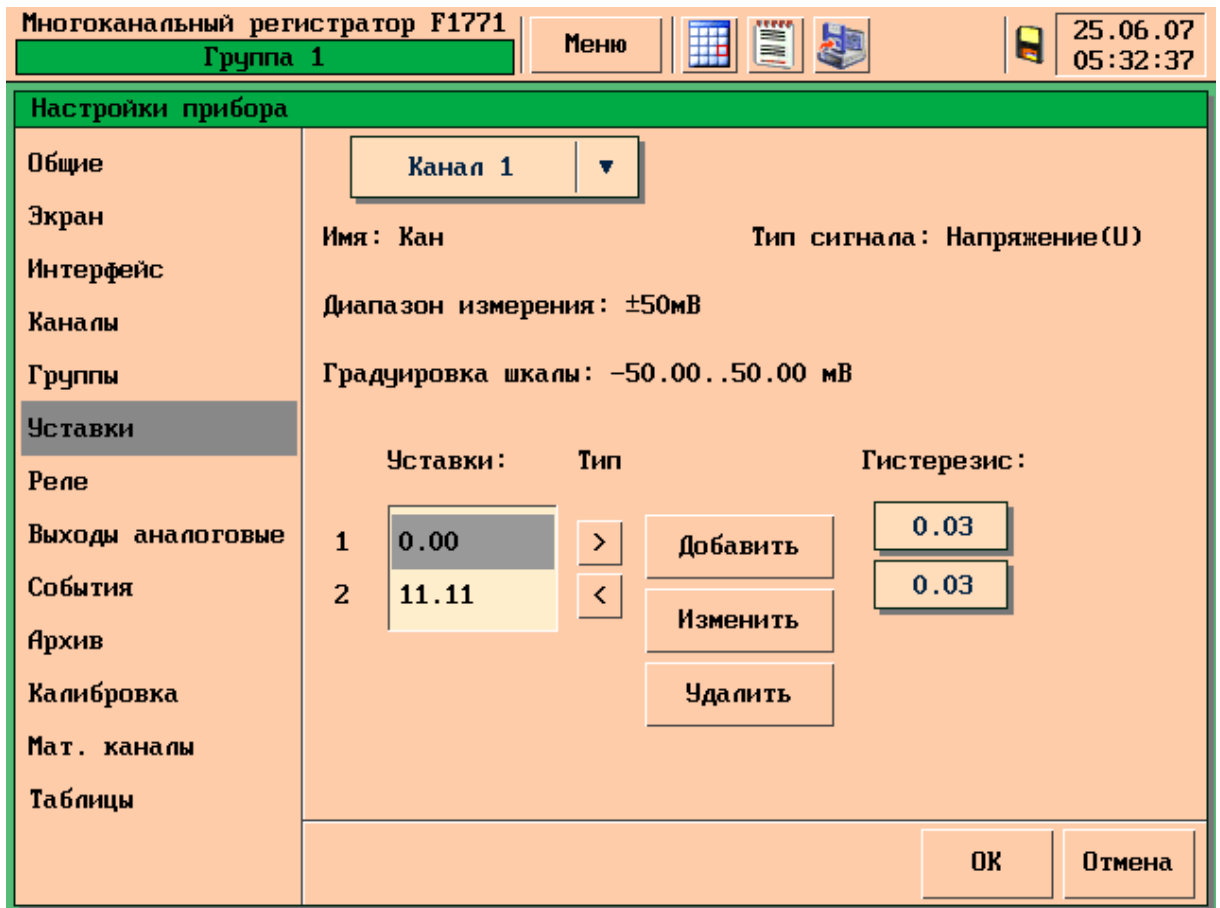 Многоканальный регистратор F1771
Группа 1
Меню
25.06.07
05:32:37
Настройки прибора
Общие
Экран
Интерфейс
Каналы
Группы
Уставки
Реле
Выходы аналоговые
События
Архив
Калибровка
Мат. каналы
Таблицы
Канал 1 ▼
Имя: Кан
Тип сигнала: Напряжение(U)
Диапазон измерения: ±50мВ
Градуировка шкалы: -50.00..50.00 мВ
Уставки: Тип Гистерезис:
1 0.00 > Добавить 0.03
2 11.11 < 0.03
Изменить
Удалить
ОК Отмена